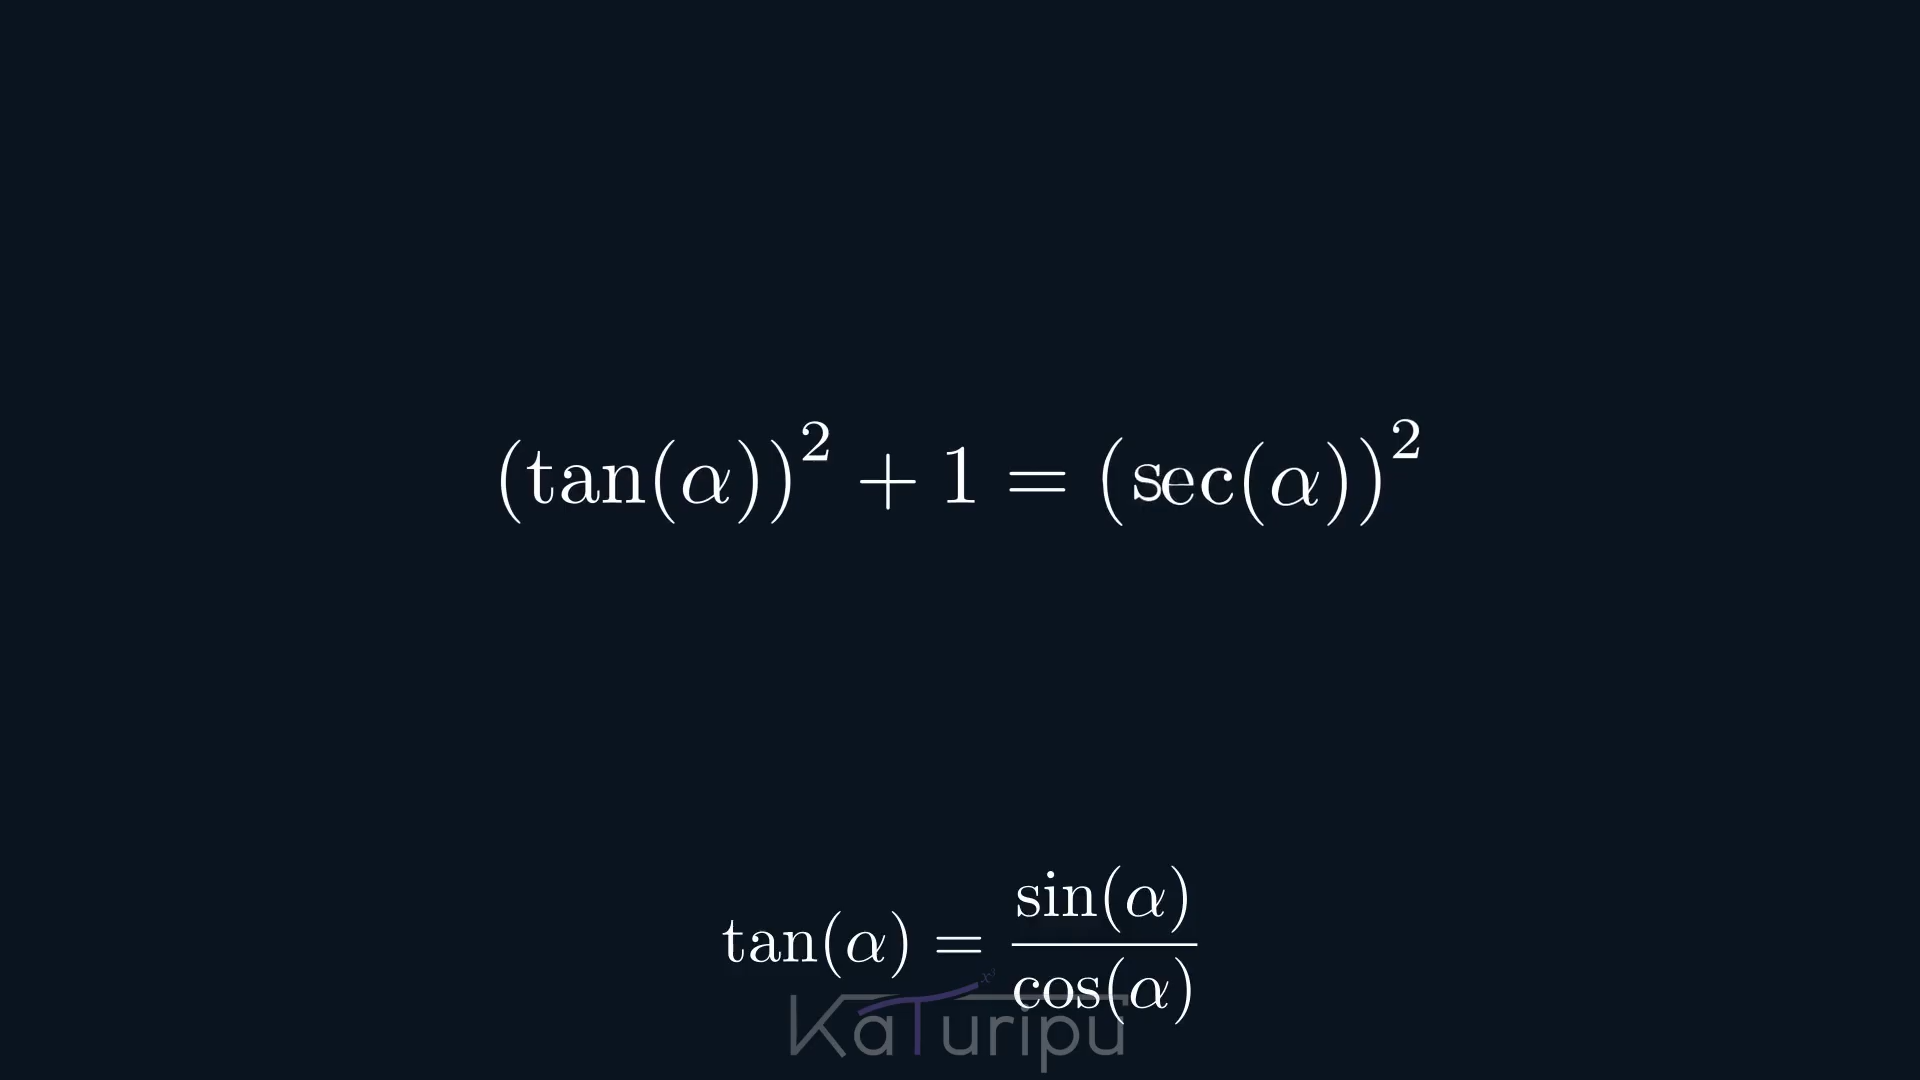 (tan(α))² + 1 = (sec(α))²
tan(α) = sin(α)/cos(α)
KaTuripu